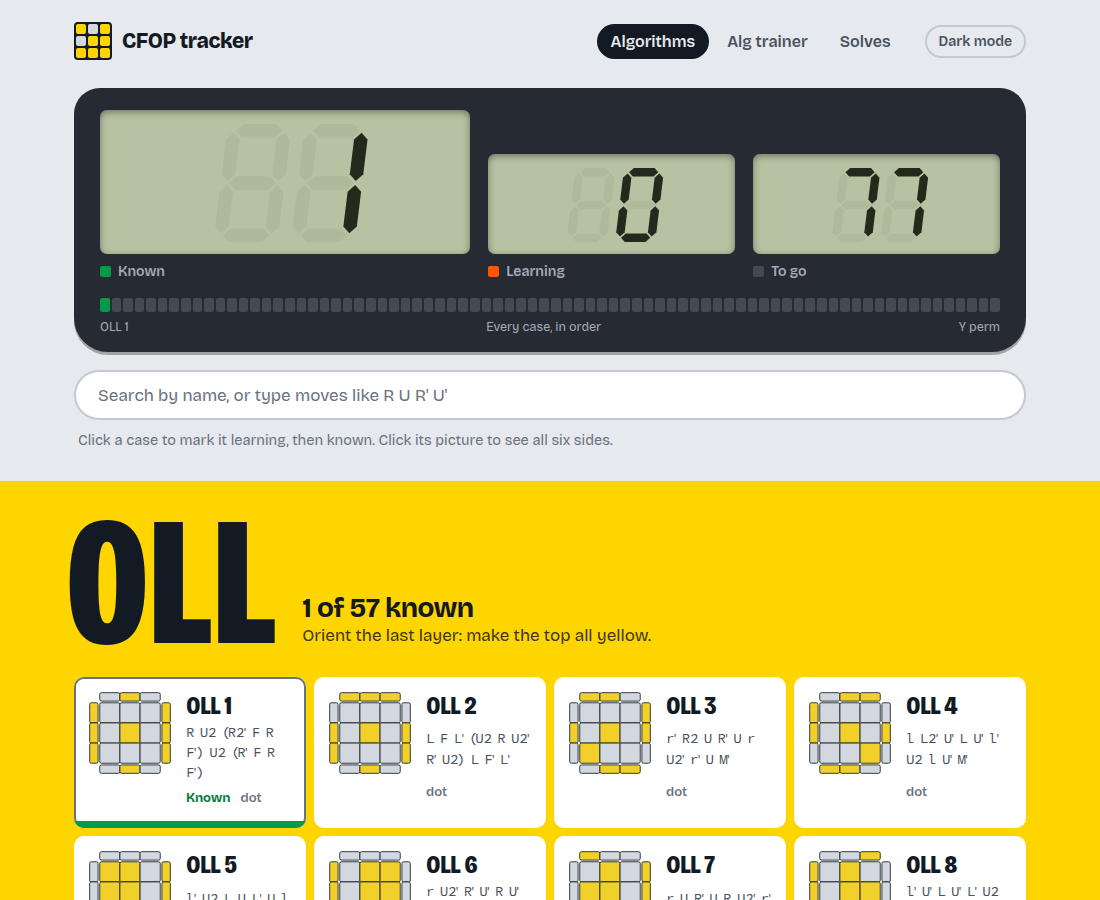 CFOP tracker
Algorithms
Alg trainer
Solves
Dark mode
1
0
77
Known
Learning
To go
OLL 1
Every case, in order
Y perm
Search by name, or type moves like R U R' U'
Click a case to mark it learning, then known. Click its picture to see all six sides.
OLL
1 of 57 known
Orient the last layer: make the top all yellow.
OLL 1
R U2 (R2' F R
F') U2 (R' F R
F')
Known dot
OLL 2
L F L' (U2 R U2'
R' U2) L F' L'
dot
OLL 3
r' R2 U R' U r
U2' r' U M'
dot
OLL 4
l L2' U' L U' l'
U2 l U' M'
dot
OLL 5
l' U2 L U L' U l
OLL 6
r U2' R' U' R U'
OLL 7
r U R' U R U2' r'
OLL 8
l' U' L U' L' U2